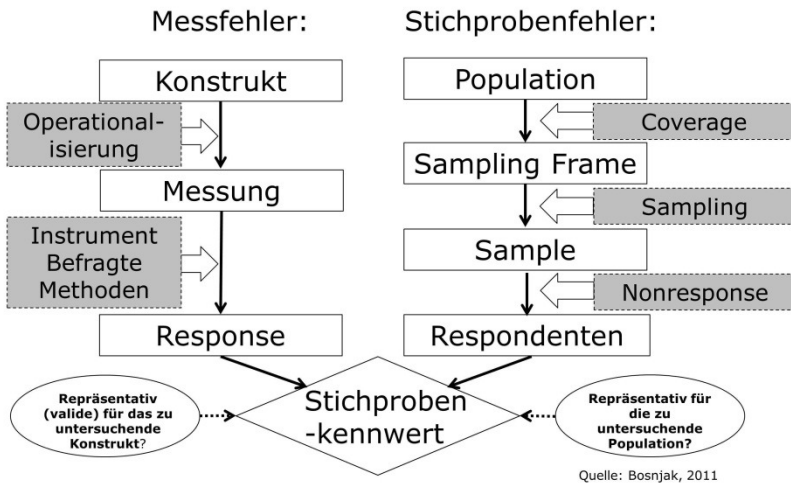 Messfehler:
Stichprobenfehler:
Konstrukt
Operational-
isierung
Messung
Instrument
Befragte
Methoden
Response
Population
Coverage
Sampling Frame
Sampling
Sample
Nonresponse
Respondenten
Repräsentativ
(valide) für das zu
untersuchende
Konstrukt?
Stichproben
-kennwert
Repräsentativ für
die zu
untersuchende
Population?
Quelle: Bosnjak, 2011